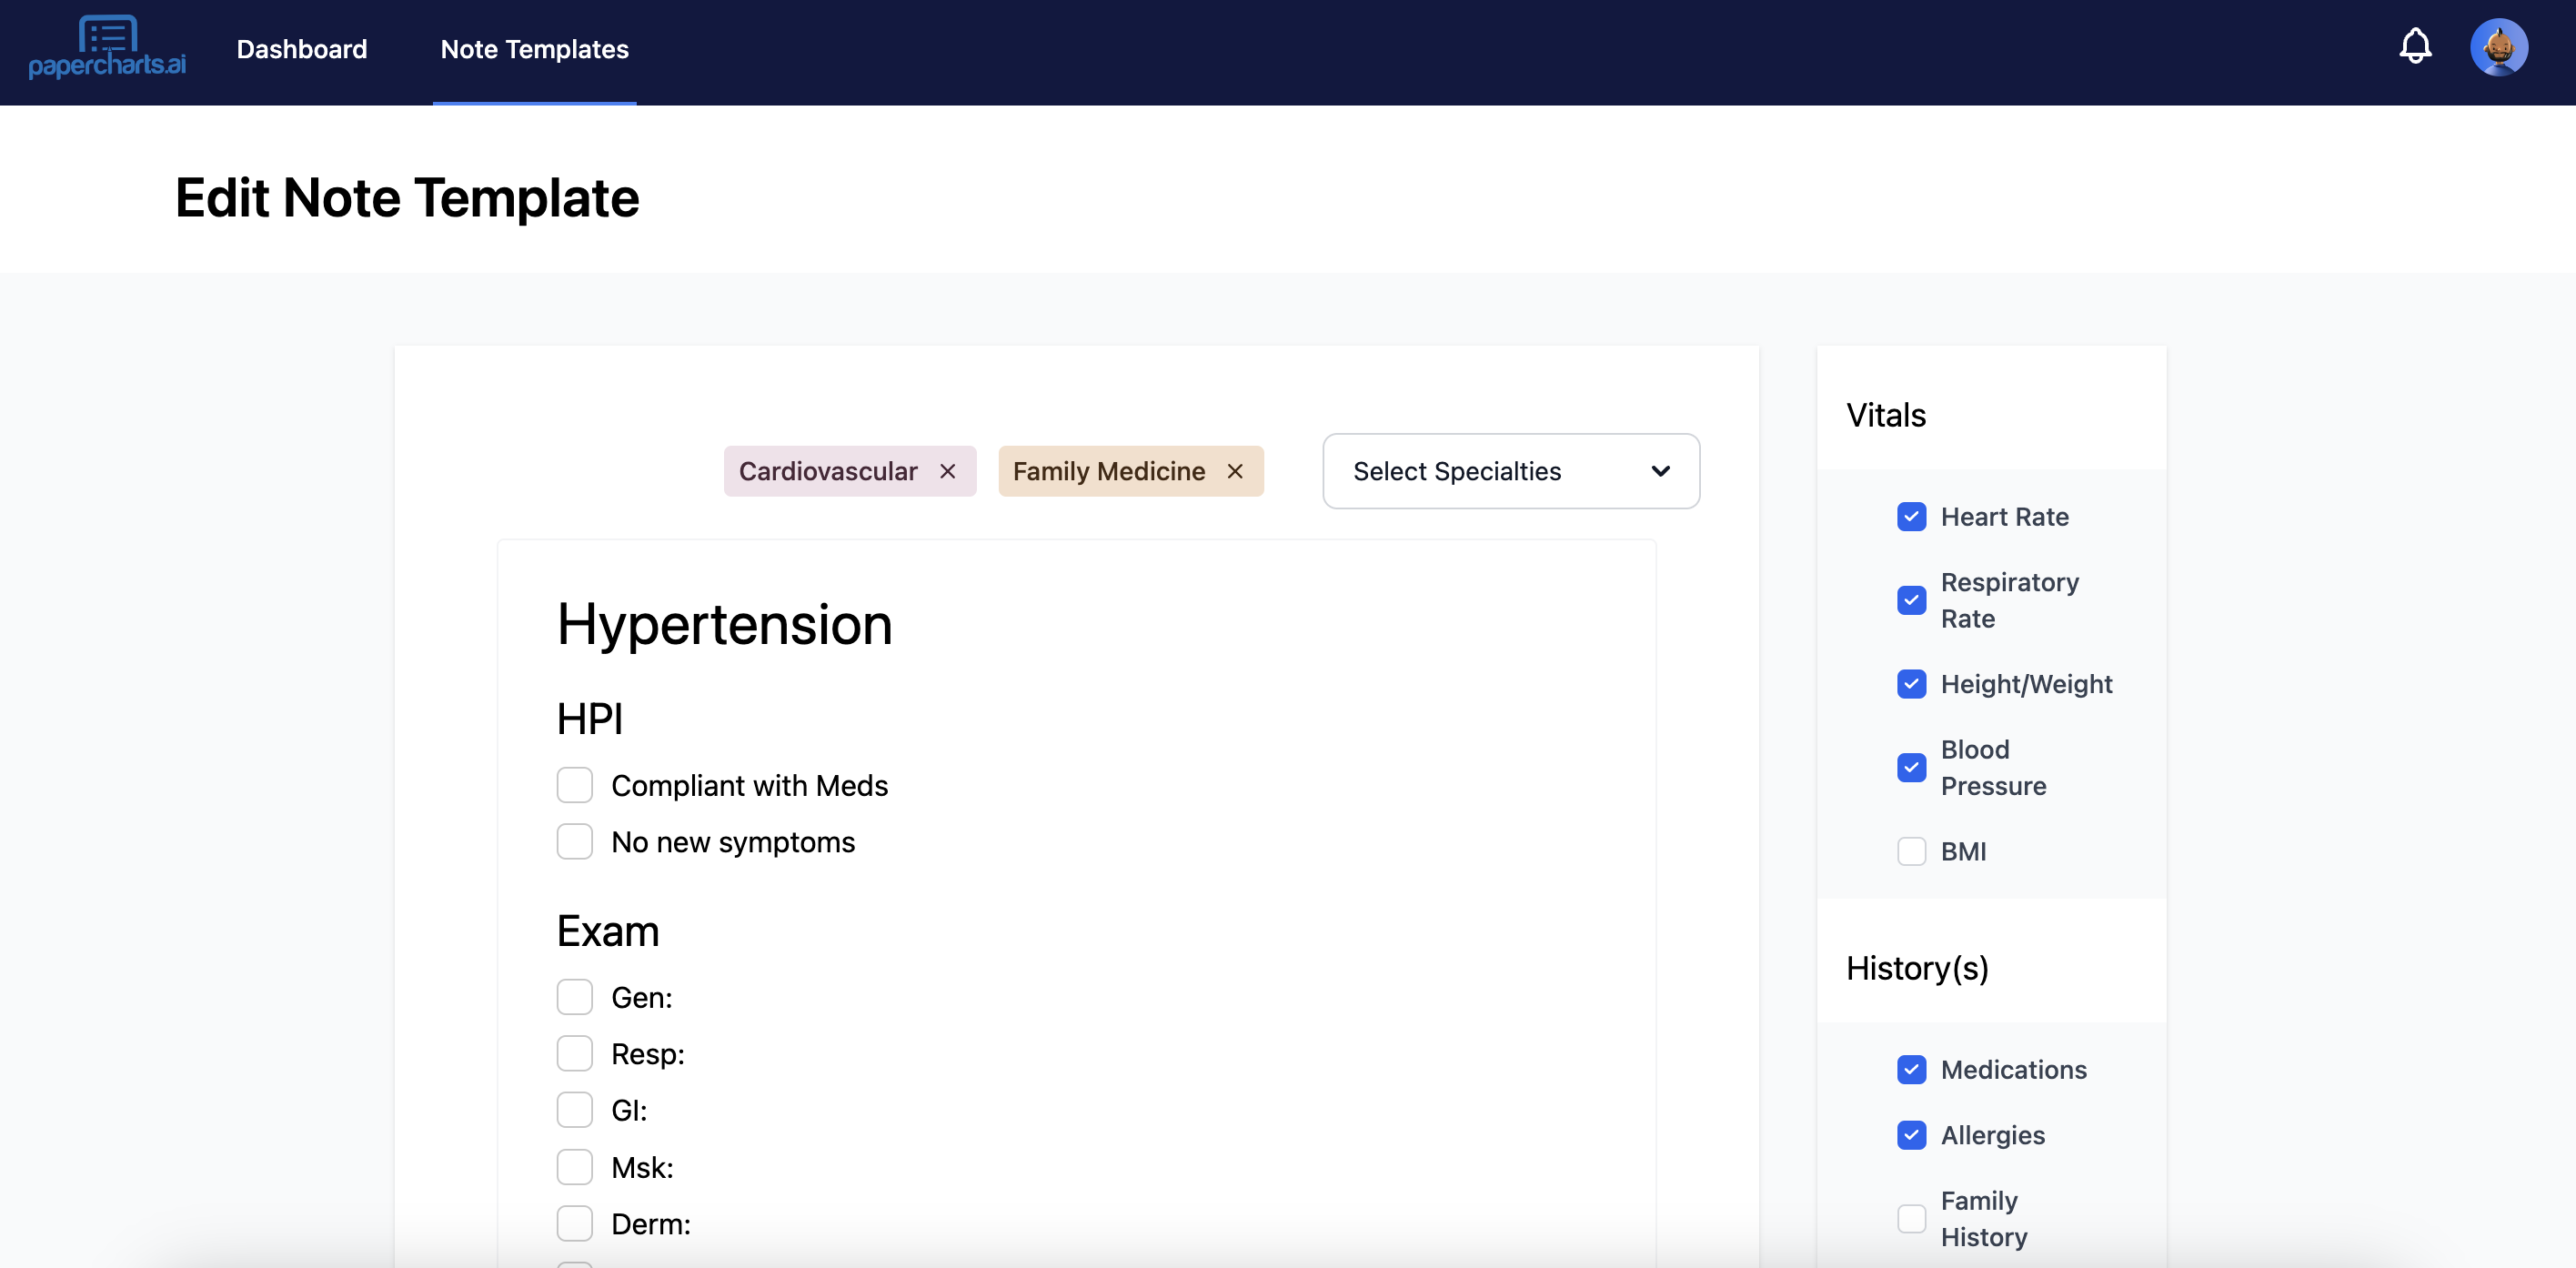 papercharts.ai
Dashboard
Note Templates
Edit Note Template
Cardiovascular
Family Medicine
Select Specialties
Hypertension
HPI
Compliant with Meds
No new symptoms
Exam
Gen:
Resp:
GI:
Msk:
Derm:
Vitals
Heart Rate
Respiratory
Rate
Height/Weight
Blood
Pressure
BMI
History(s)
Medications
Allergies
Family
History